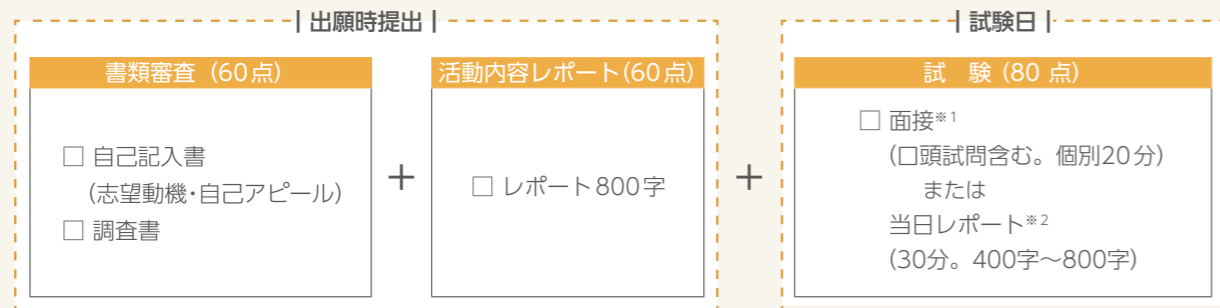 出願時提出
書類審査（60点）
□ 自己記入書
（志望動機・自己アピール）
□ 調査書
+
活動内容レポート（60点）
□ レポート800字
+
試験日
試　験（80 点）
□ 面接※1
（口頭試問含む。個別20分）
または
当日レポート※2
（30分。400字～800字）